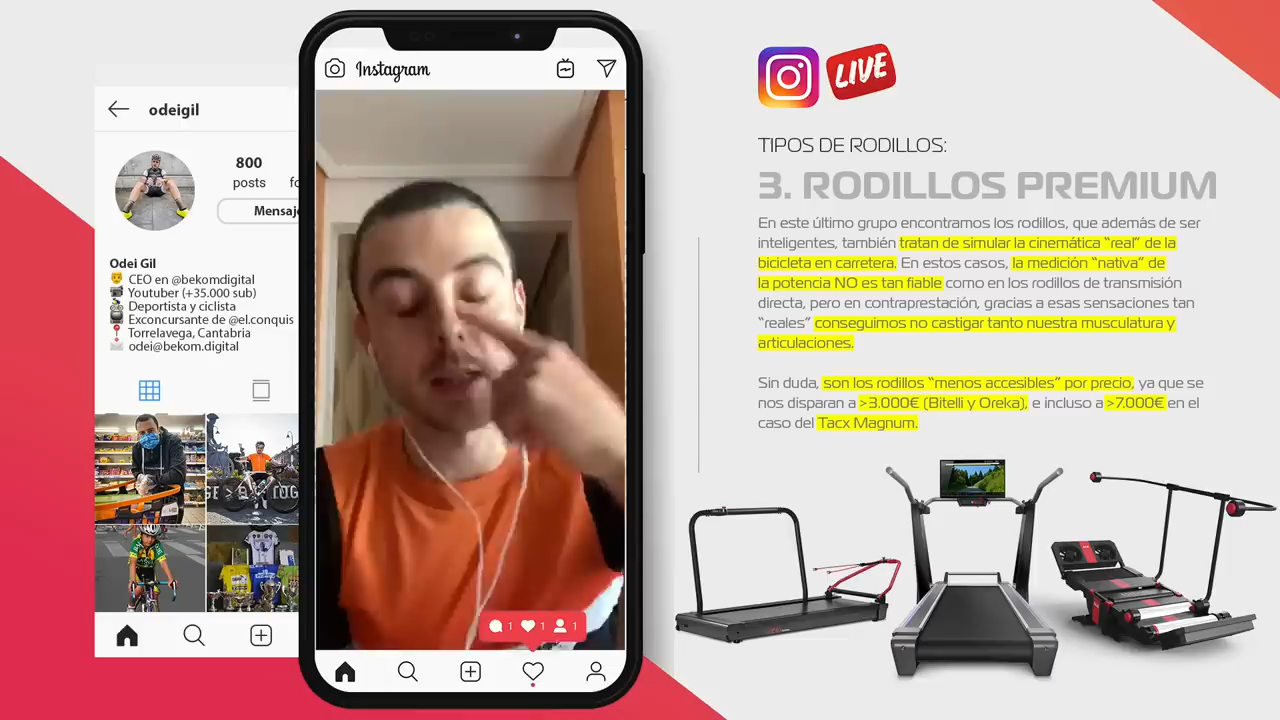 odeigil
800
posts
fo
Mensaje
Odei Gil
CEO en @bekomdigital
Youtuber (+35.000 sub)
Deportista y ciclista
Exconcursante de @el.conquis
Torrelavega, Cantabria
odei@bekom.digital
Instagram
1 1 1
LIVE
TIPOS DE RODILLOS:
3. RODILLOS PREMIUM
En este último grupo encontramos los rodillos, que además de ser
inteligentes, también tratan de simular la cinemática “real” de la
bicicleta en carretera. En estos casos, la medición “nativa” de
la potencia NO es tan fiable como en los rodillos de transmisión
directa, pero en contraprestación, gracias a esas sensaciones tan
“reales” conseguimos no castigar tanto nuestra musculatura y
articulaciones.
Sin duda, son los rodillos “menos accesibles” por precio, ya que se
nos disparan a >3.000€ (Bitelli y Oreka), e incluso a >7.000€ en el
caso del Tacx Magnum.